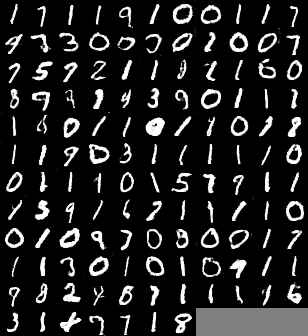 1 7 1 1 9 1 0 0 1 1 7
4 7 3 0 0 0 2 0 0 7
7 5 7 2 1 1 8 2 1 6 0
8 9 9 8 4 3 9 0 1 1 7
1 8 0 1 1 0 1 1 0 3 8
1 1 9 0 3 1 1 1 1 1 0
0 1 1 1 0 1 5 7 9 1 1
1 5 9 1 6 7 1 1 1 1 0
0 1 0 9 7 0 8 0 0 1 7
1 1 3 0 1 0 1 0 9 1 1
9 8 2 4 8 7 1 1 1 1 6
3 1 7 7 1 8